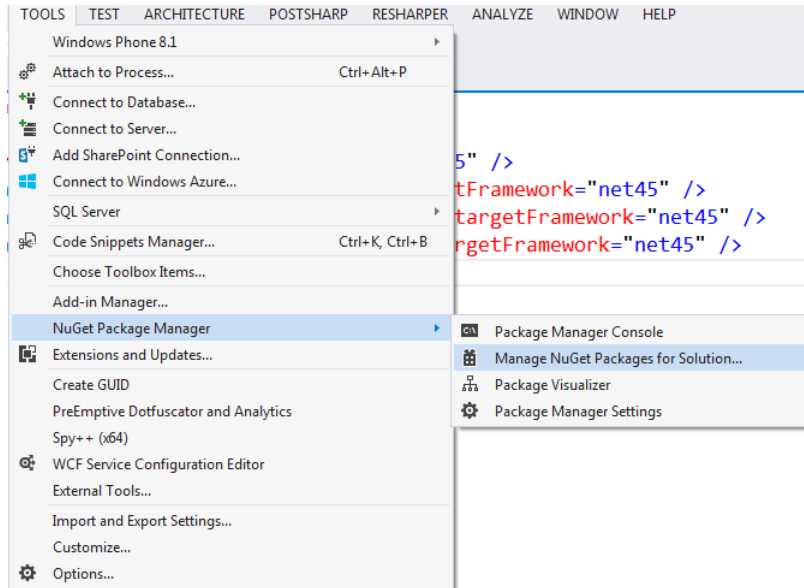 TOOLS TEST ARCHITECTURE POSTSHARP RESHARPER ANALYZE WINDOW HELP
Windows Phone 8.1
Attach to Process... Ctrl+Alt+P
Connect to Database...
Connect to Server...
Add SharePoint Connection...
5" />
Connect to Windows Azure...
tFramework="net45" />
SQL Server
targetFramework="net45" />
Code Snippets Manager... Ctrl+K, Ctrl+B
rgetFramework="net45" />
Choose Toolbox Items...
Add-in Manager...
NuGet Package Manager
Package Manager Console
Extensions and Updates...
Manage NuGet Packages for Solution...
Create GUID
Package Visualizer
PreEmptive Dotfuscator and Analytics
Package Manager Settings
Spy++ (x64)
WCF Service Configuration Editor
External Tools...
Import and Export Settings...
Customize...
Options...